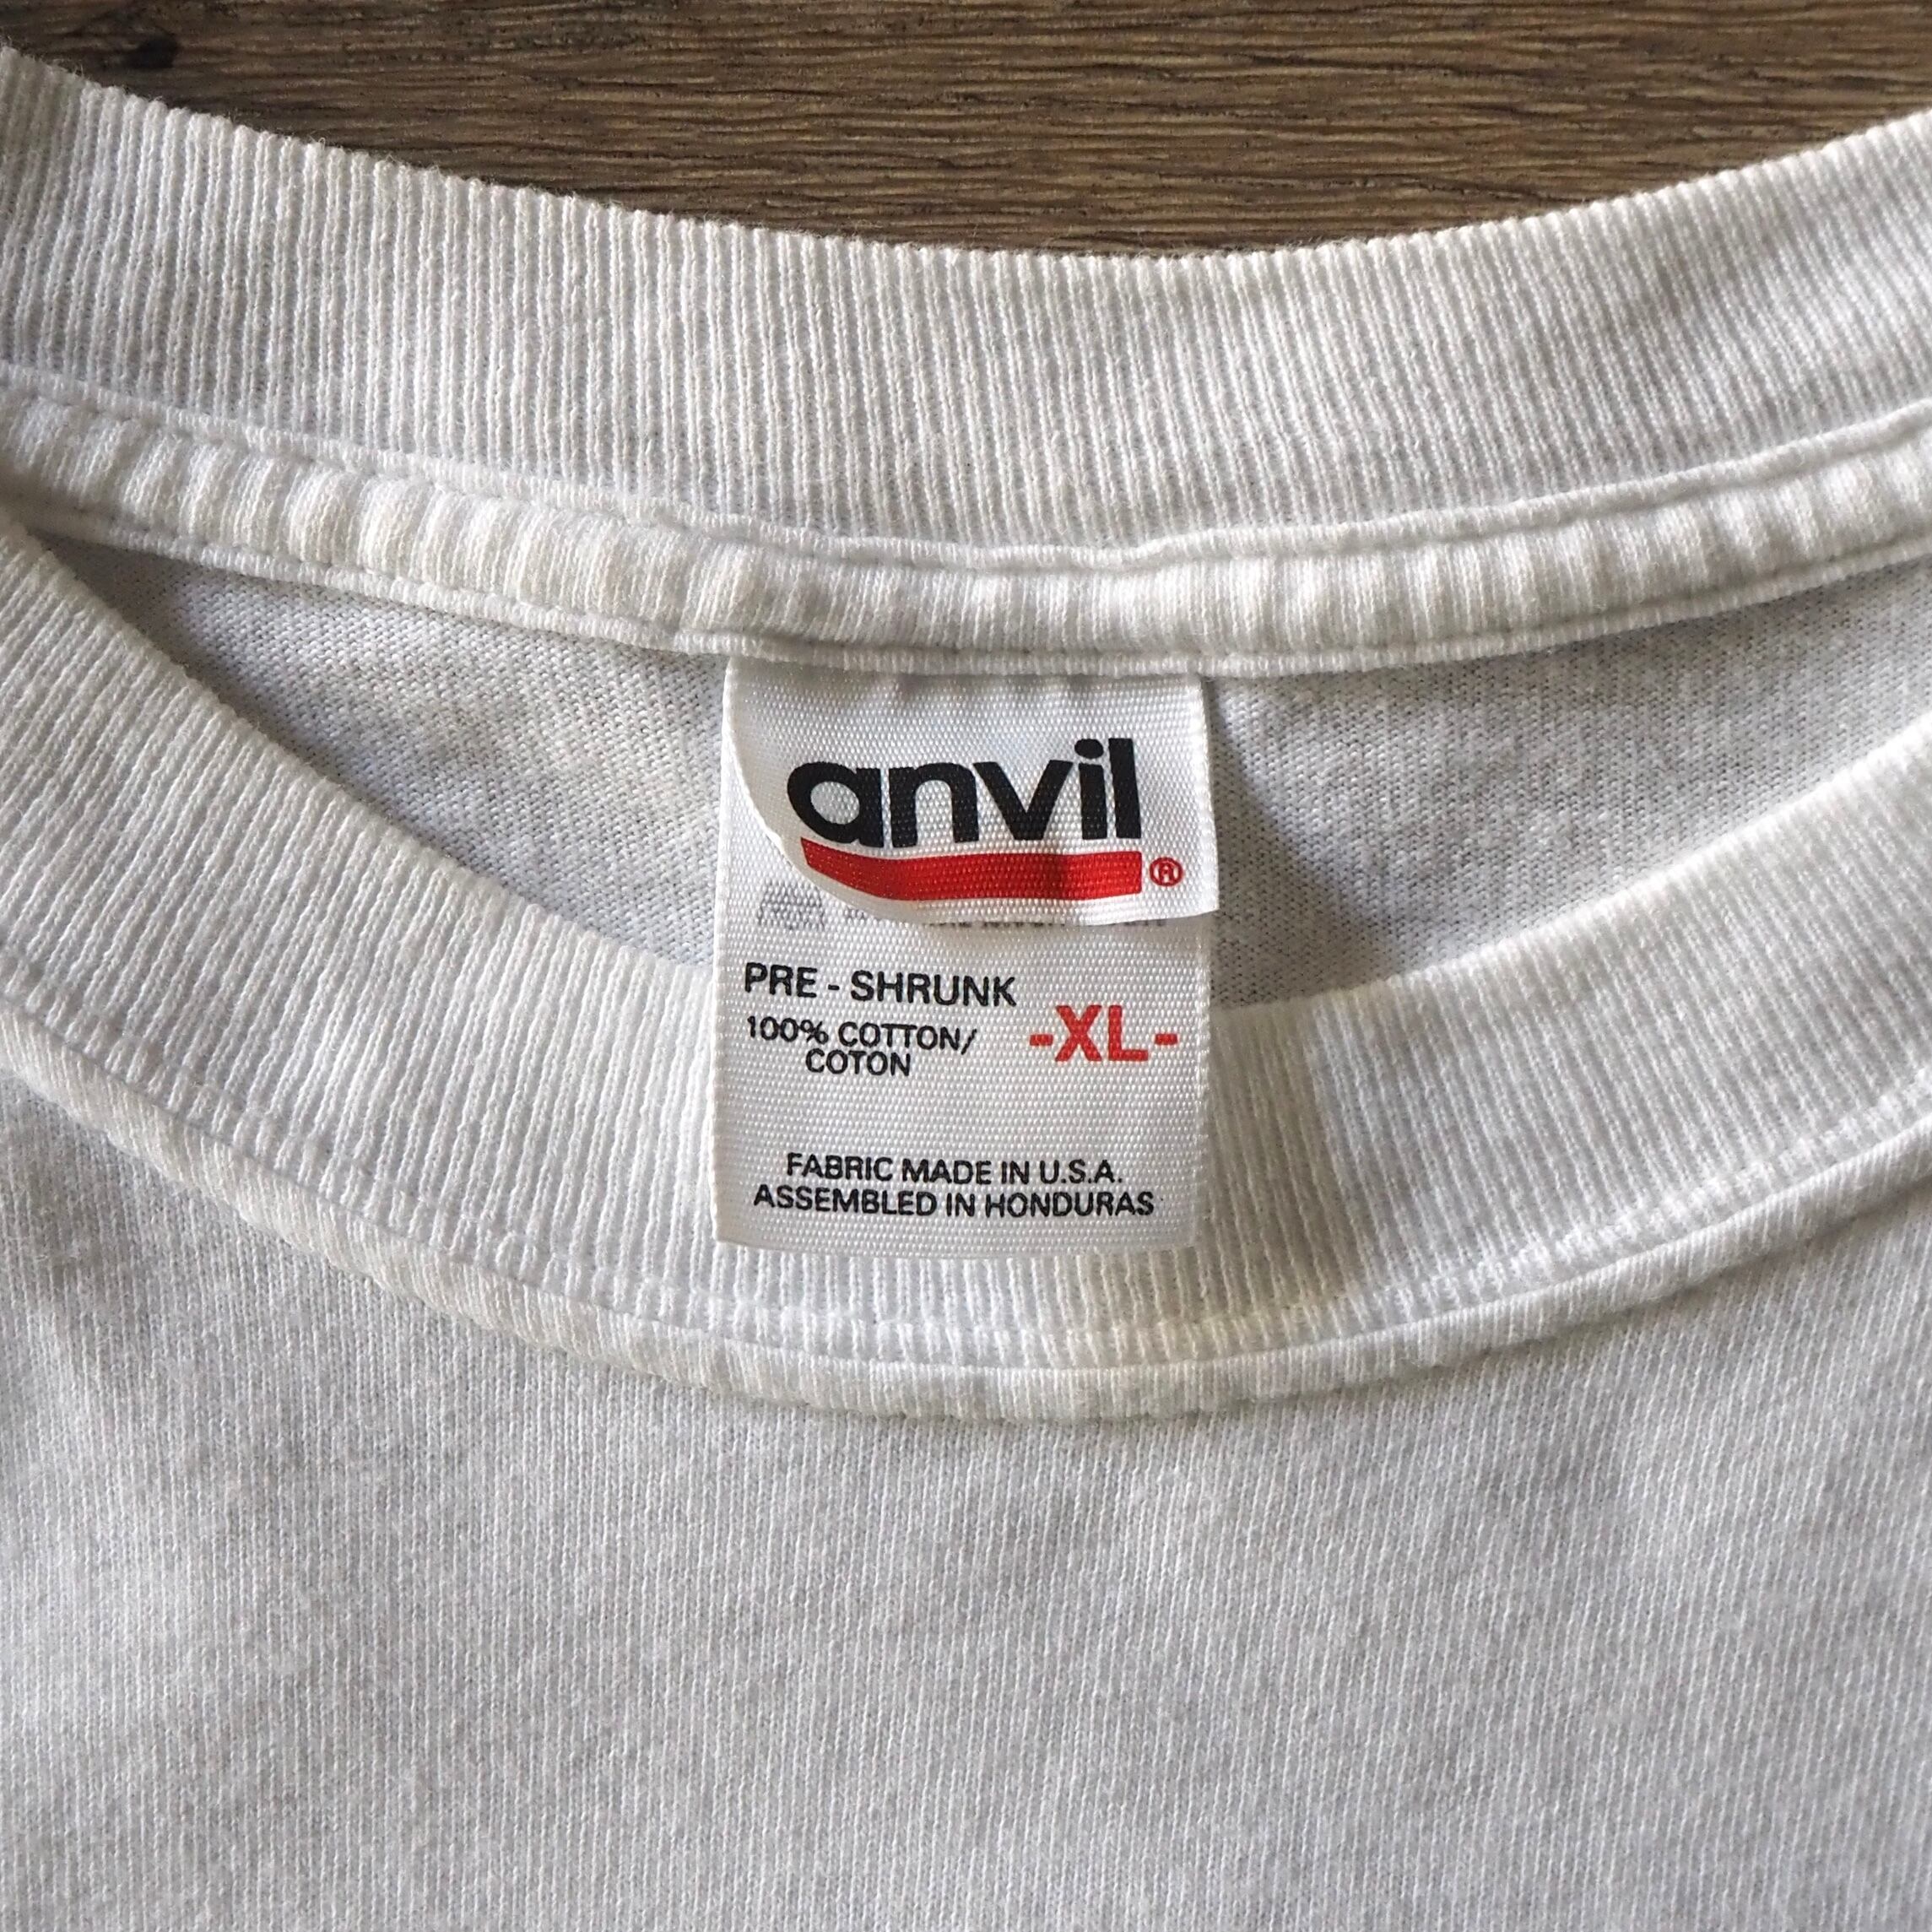 anvil
®
PRE - SHRUNK
100% COTTON/
COTON
-XL-
FABRIC MADE IN U.S.A.
ASSEMBLED IN HONDURAS